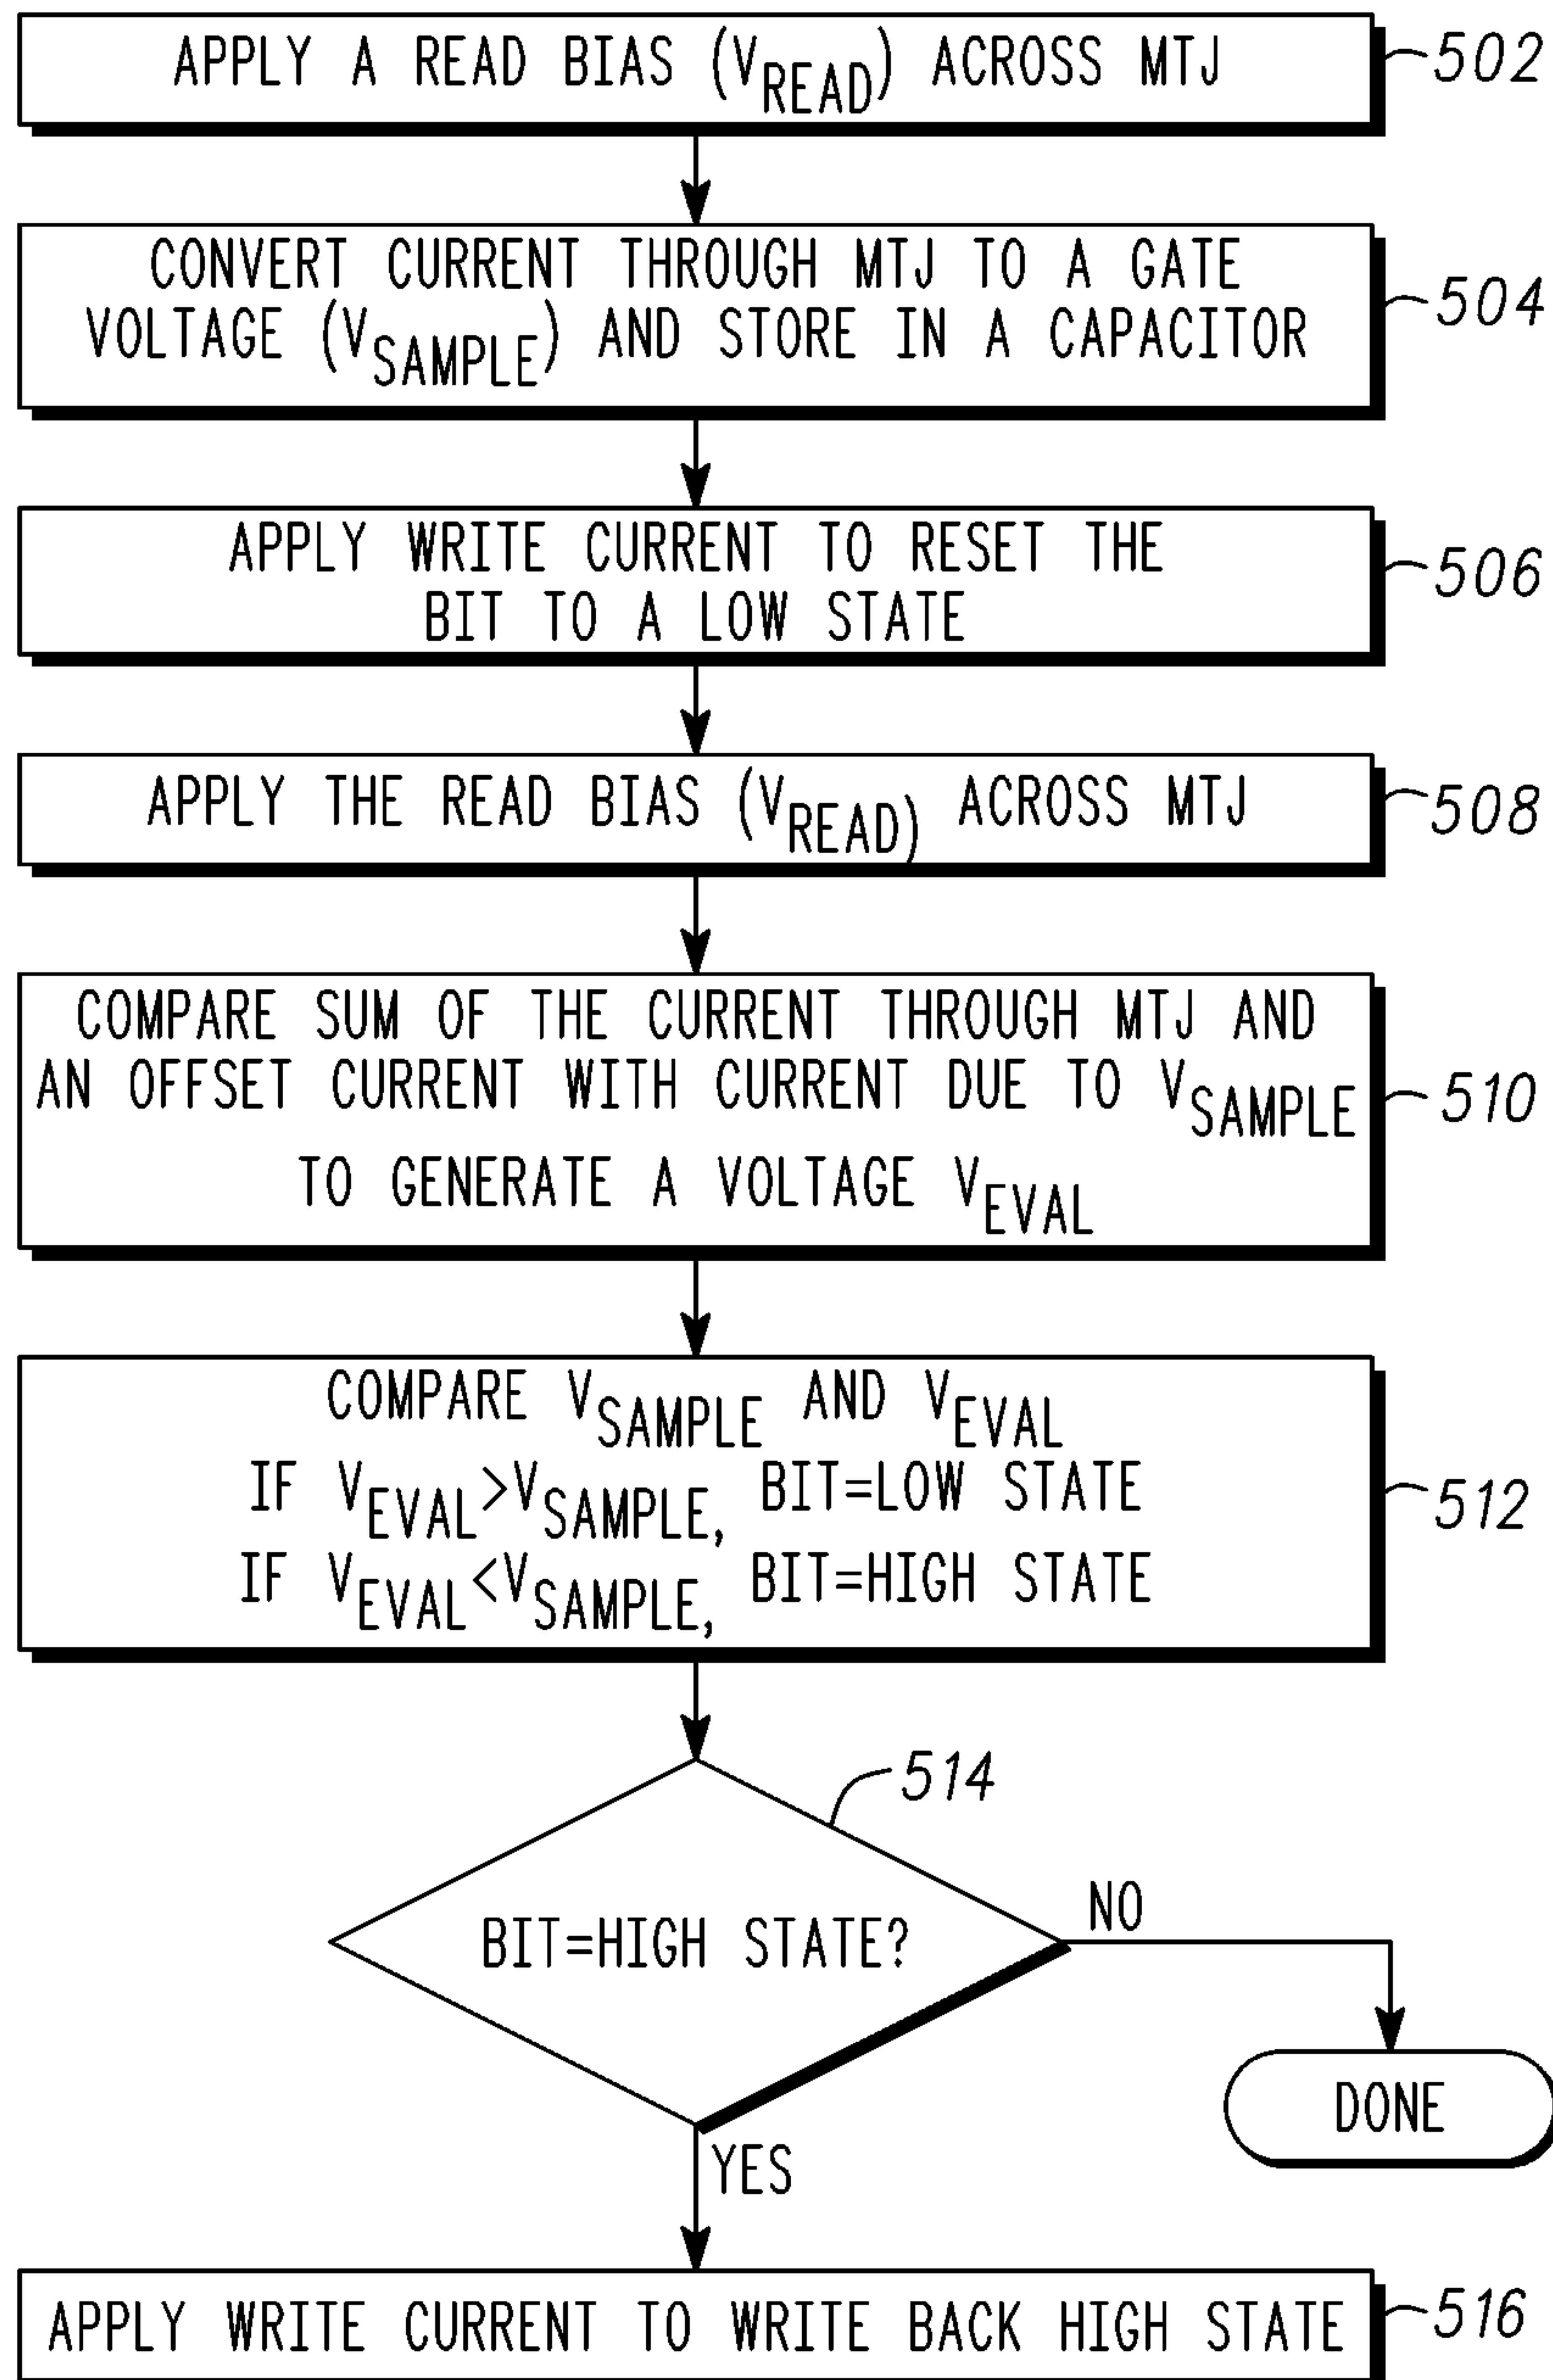 APPLY A READ BIAS (VREAD) ACROSS MTJ
502
CONVERT CURRENT THROUGH MTJ TO A GATE
VOLTAGE (VSAMPLE) AND STORE IN A CAPACITOR
504
APPLY WRITE CURRENT TO RESET THE
BIT TO A LOW STATE
506
APPLY THE READ BIAS (VREAD) ACROSS MTJ
508
COMPARE SUM OF THE CURRENT THROUGH MTJ AND
AN OFFSET CURRENT WITH CURRENT DUE TO VSAMPLE
TO GENERATE A VOLTAGE VEVAL
510
COMPARE VSAMPLE AND VEVAL
IF VEVAL>VSAMPLE, BIT=LOW STATE
IF VEVAL<VSAMPLE, BIT=HIGH STATE
512
514
BIT=HIGH STATE?
NO
DONE
YES
APPLY WRITE CURRENT TO WRITE BACK HIGH STATE
516